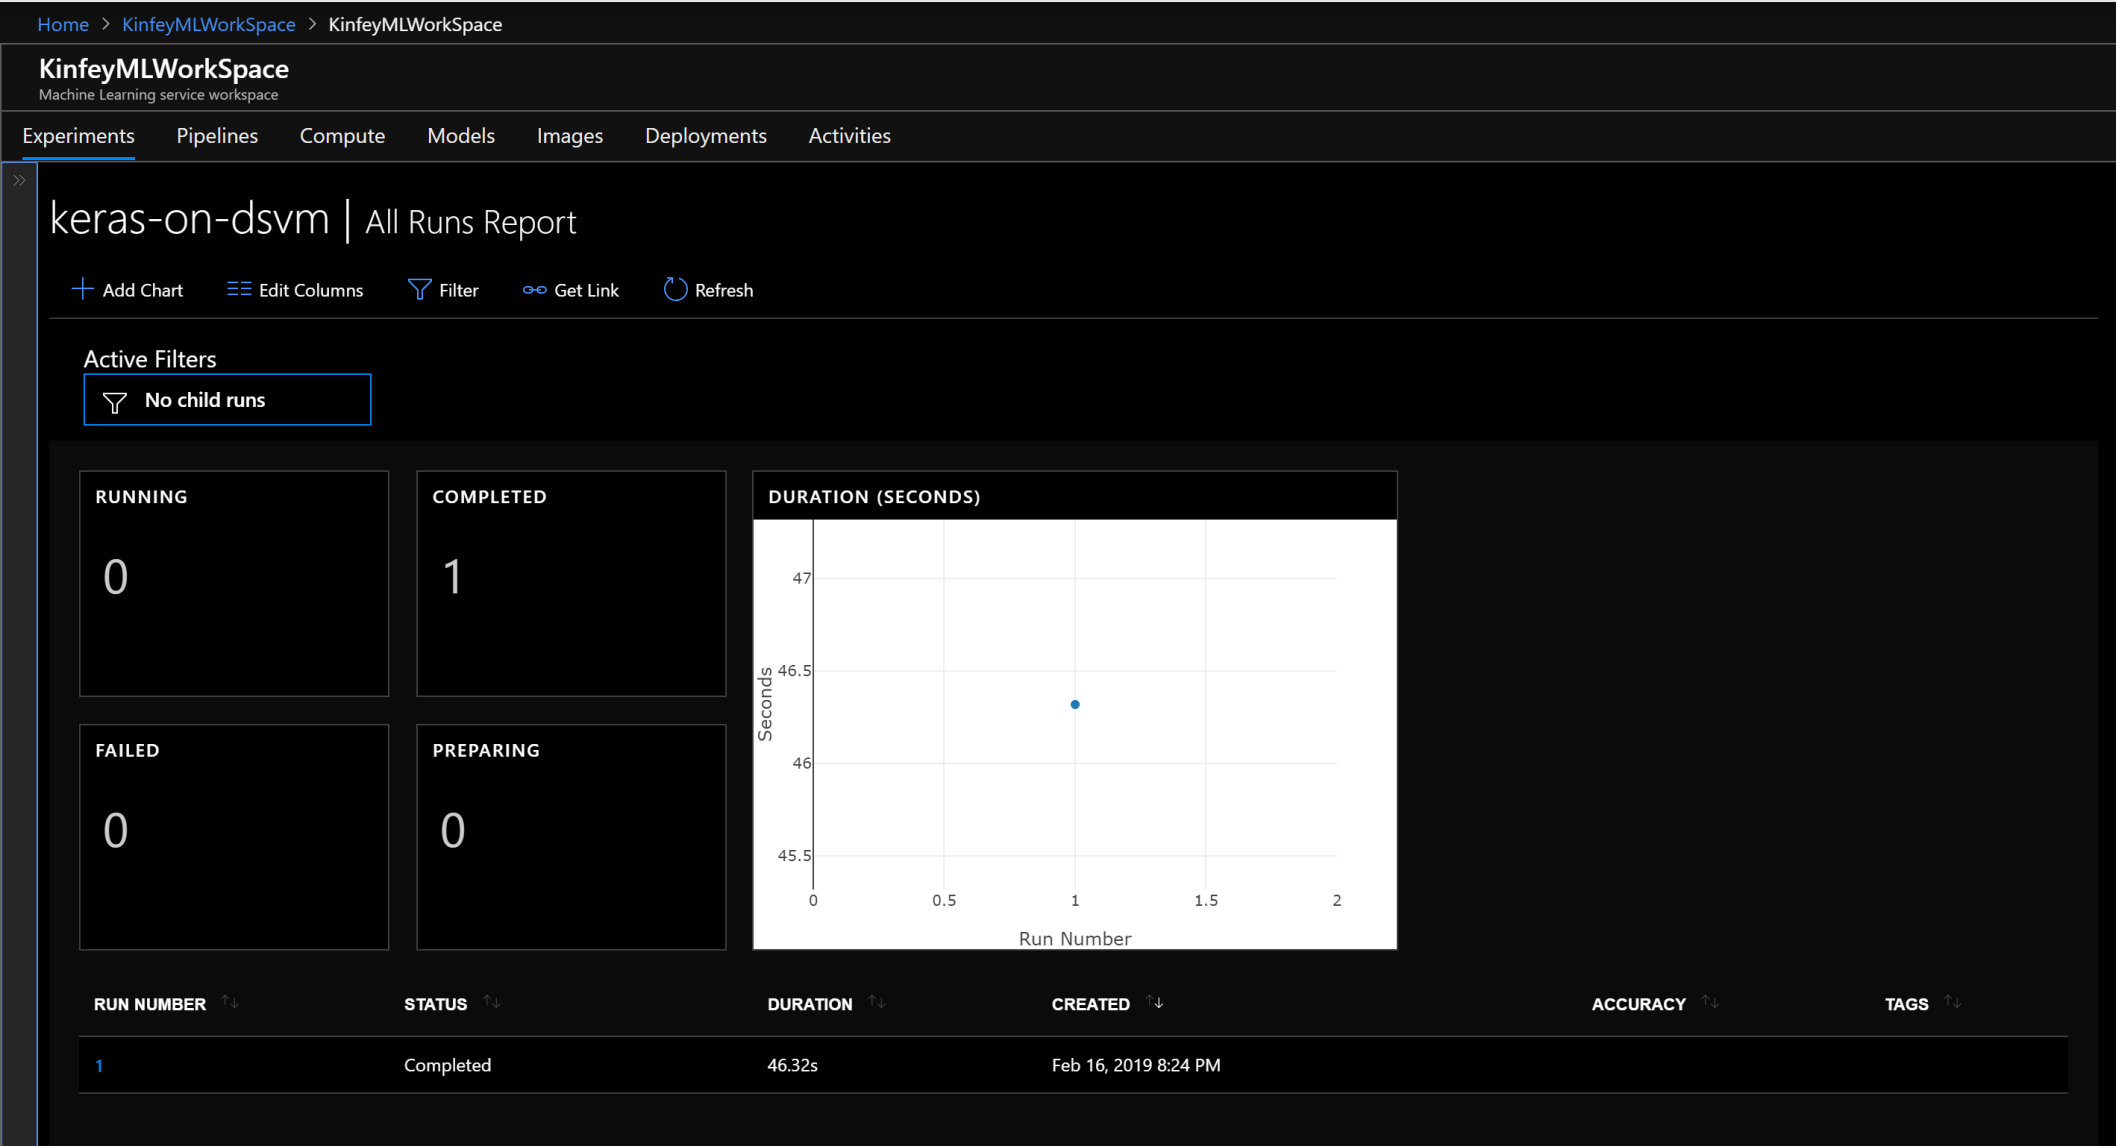 Home > KinfeyMLWorkSpace > KinfeyMLWorkSpace
KinfeyMLWorkSpace
Machine Learning service workspace
Experiments Pipelines Compute Models Images Deployments Activities
keras-on-dsvm | All Runs Report
Add Chart Edit Columns Filter Get Link Refresh
Active Filters
No child runs
RUNNING
0
COMPLETED
1
FAILED
0
PREPARING
0
DURATION (SECONDS)
47
46.5
46
45.5
Seconds
0 0.5 1 1.5 2
Run Number
RUN NUMBER STATUS DURATION CREATED ACCURACY TAGS
1 Completed 46.32s Feb 16, 2019 8:24 PM